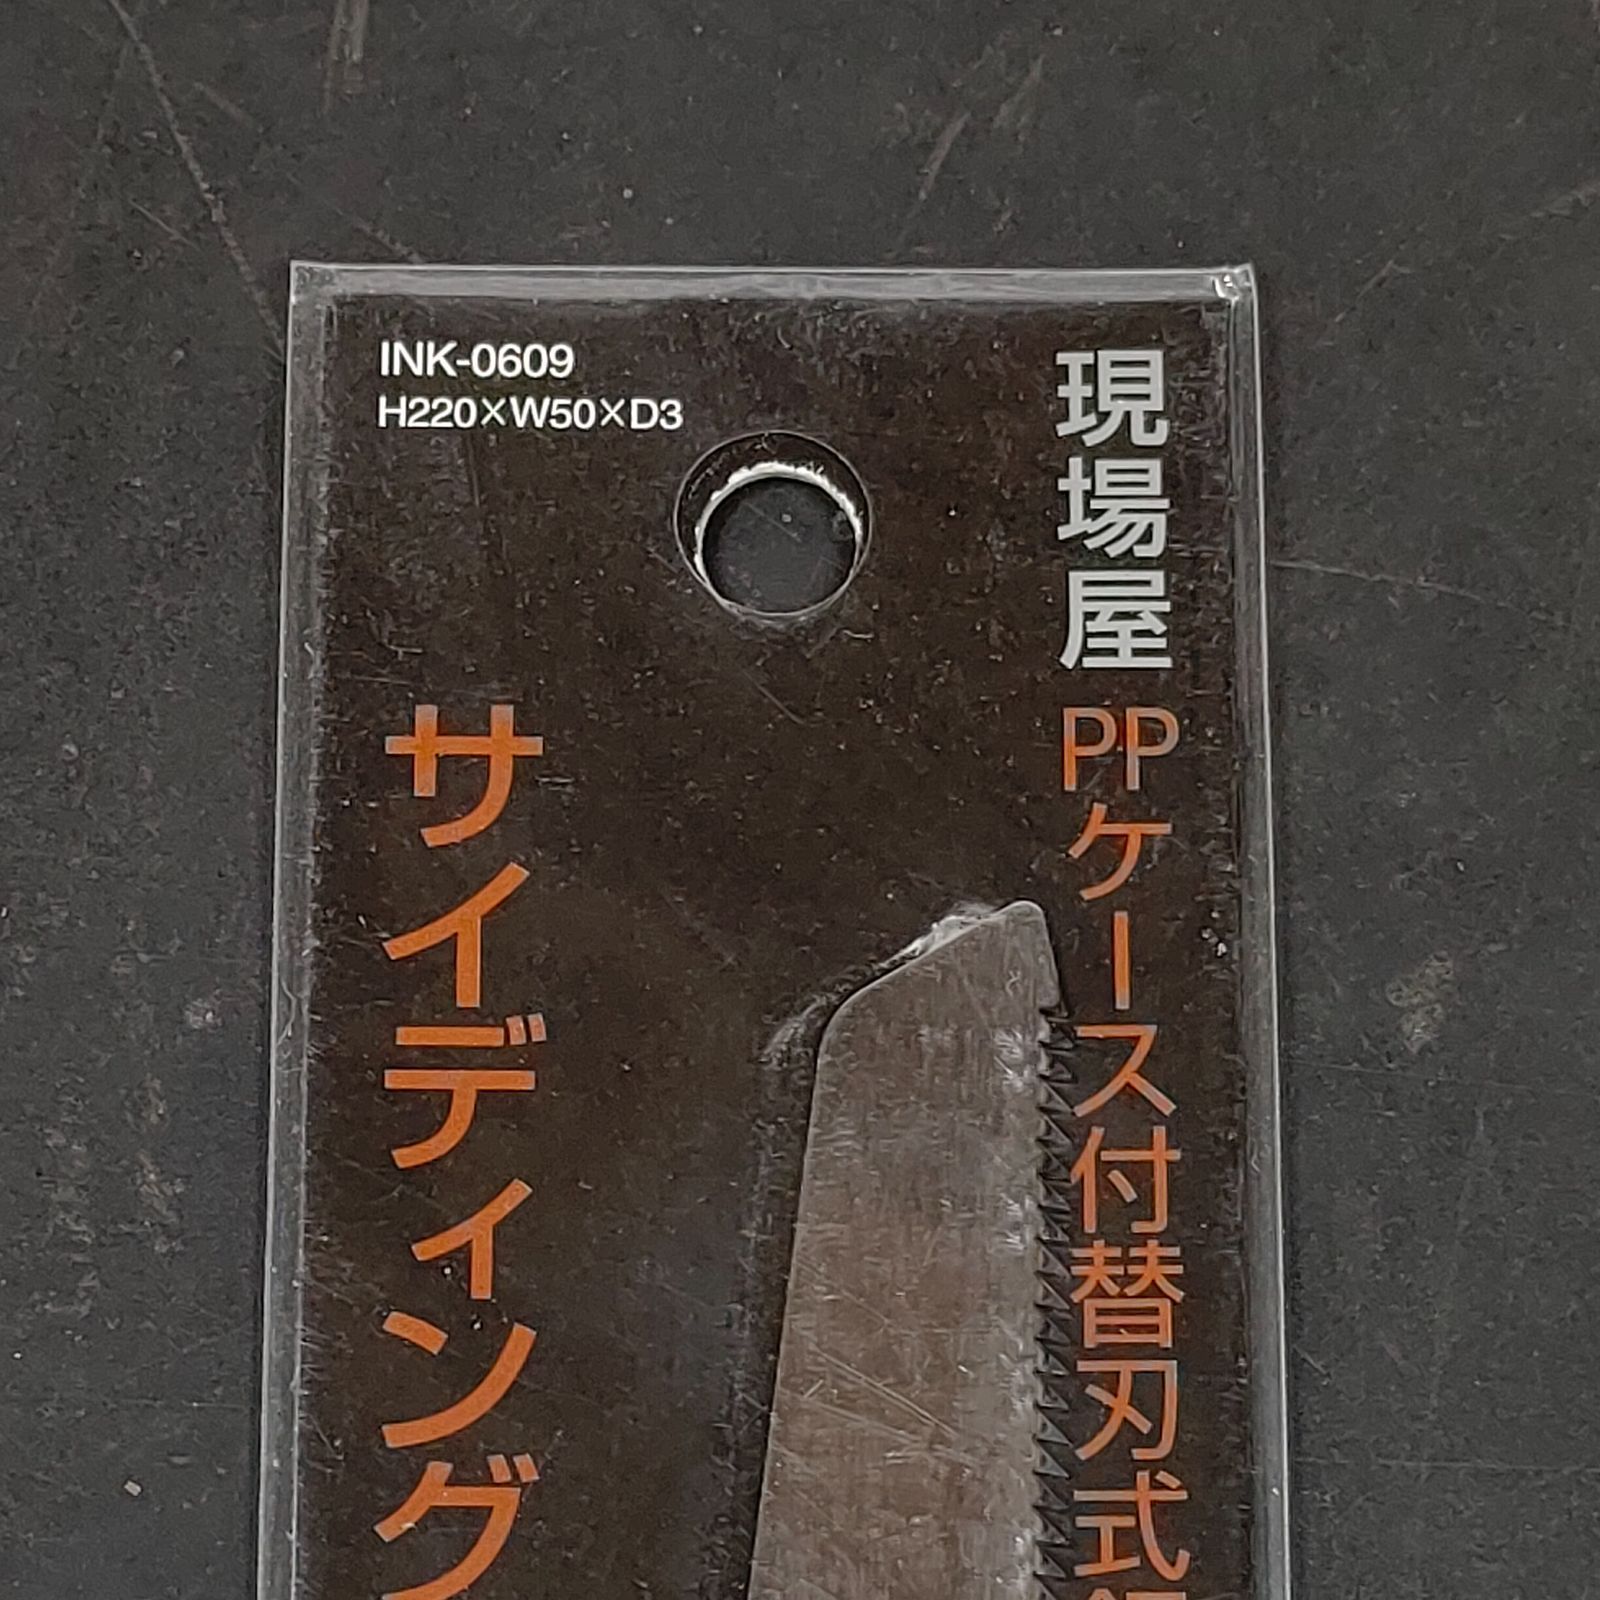 INK-0609
H220×W50×D3
現場屋
PPケース付替刃式
サイディング